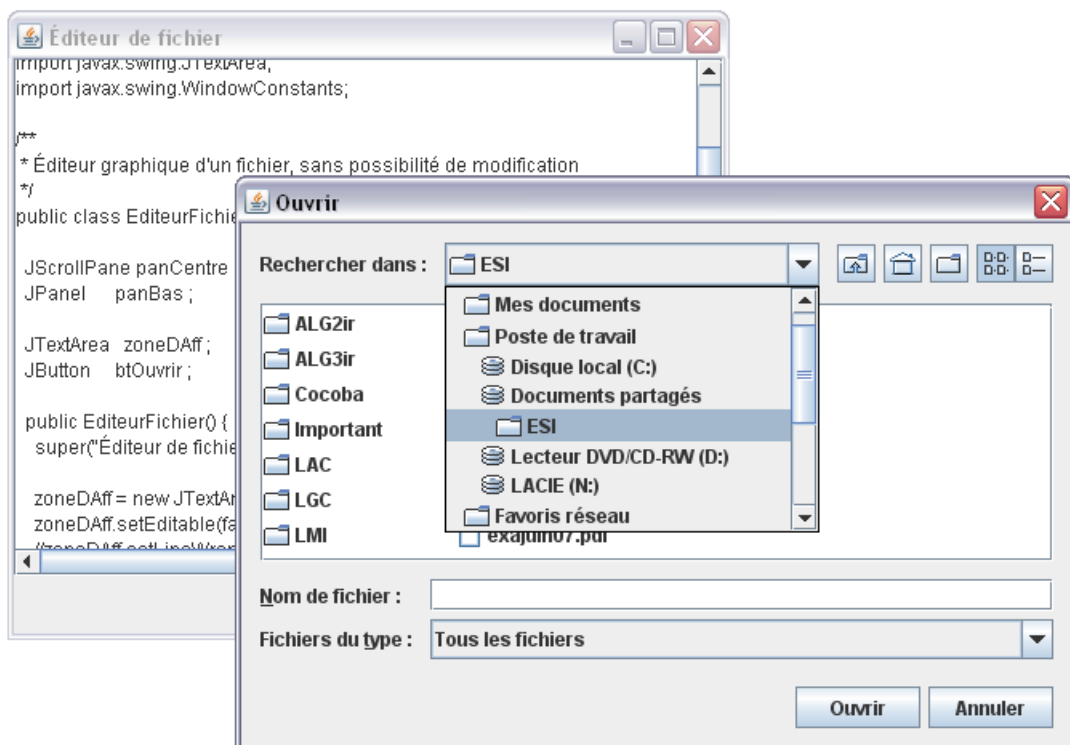 Éditeur de fichier
import javax.swing.JTextArea;
import javax.swing.WindowConstants;
/**
* Éditeur graphique d'un fichier, sans possibilité de modification
*/
public class EditeurFichie
JScrollPane panCentre
JPanel panBas ;
JTextArea zoneDAff ;
JButton btOuvrir ;
public EditeurFichier() {
super("Éditeur de fichie
zoneDAff = new JTextAr
zoneDAff.setEditable(fa
Ouvrir
Rechercher dans :
ESI
Mes documents
Poste de travail
Disque local (C:)
Documents partagés
ESI
Lecteur DVD/CD-RW (D:)
LACIE (N:)
Favoris réseau
ALG2ir
ALG3ir
Cocoba
Important
LAC
LGC
LMI
exajuin07.pdf
Nom de fichier :
Fichiers du type :
Tous les fichiers
Ouvrir
Annuler